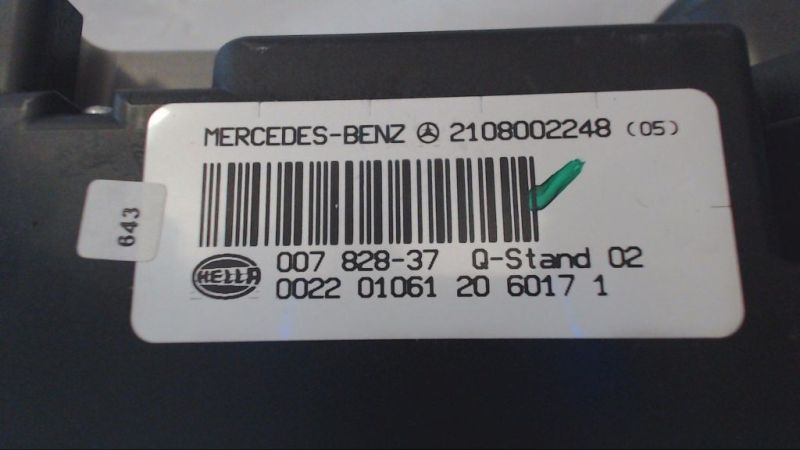 MERCEDES-BENZ 2108002248 (05)
643
HELLA
007 828-37 Q-Stand 02
0022 01061 20 6017 1